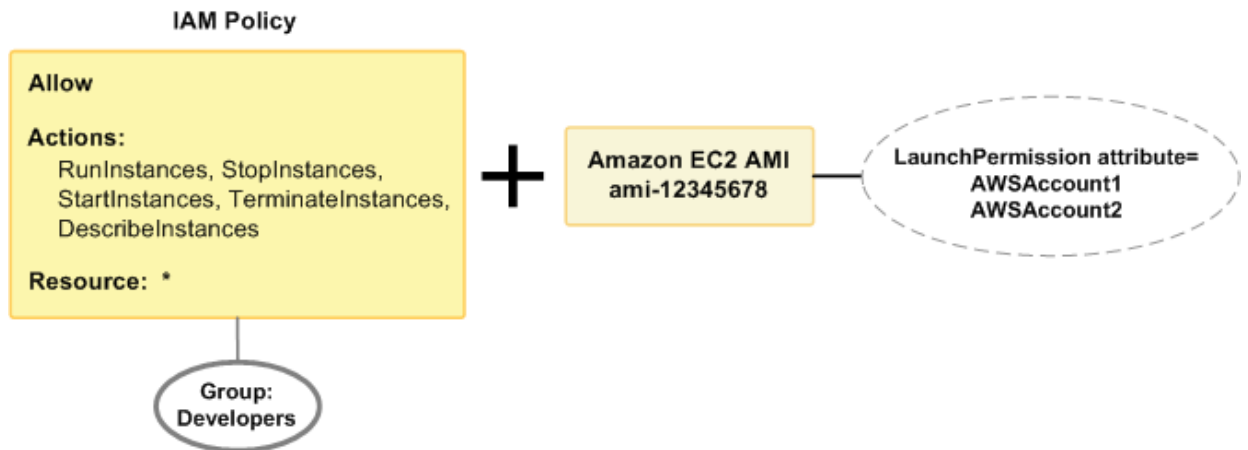 IAM Policy
Allow
Actions:
RunInstances, StopInstances,
StartInstances, TerminateInstances,
DescribeInstances
Resource: *
Group:
Developers
Amazon EC2 AMI
ami-12345678
LaunchPermission attribute=
AWSAccount1
AWSAccount2